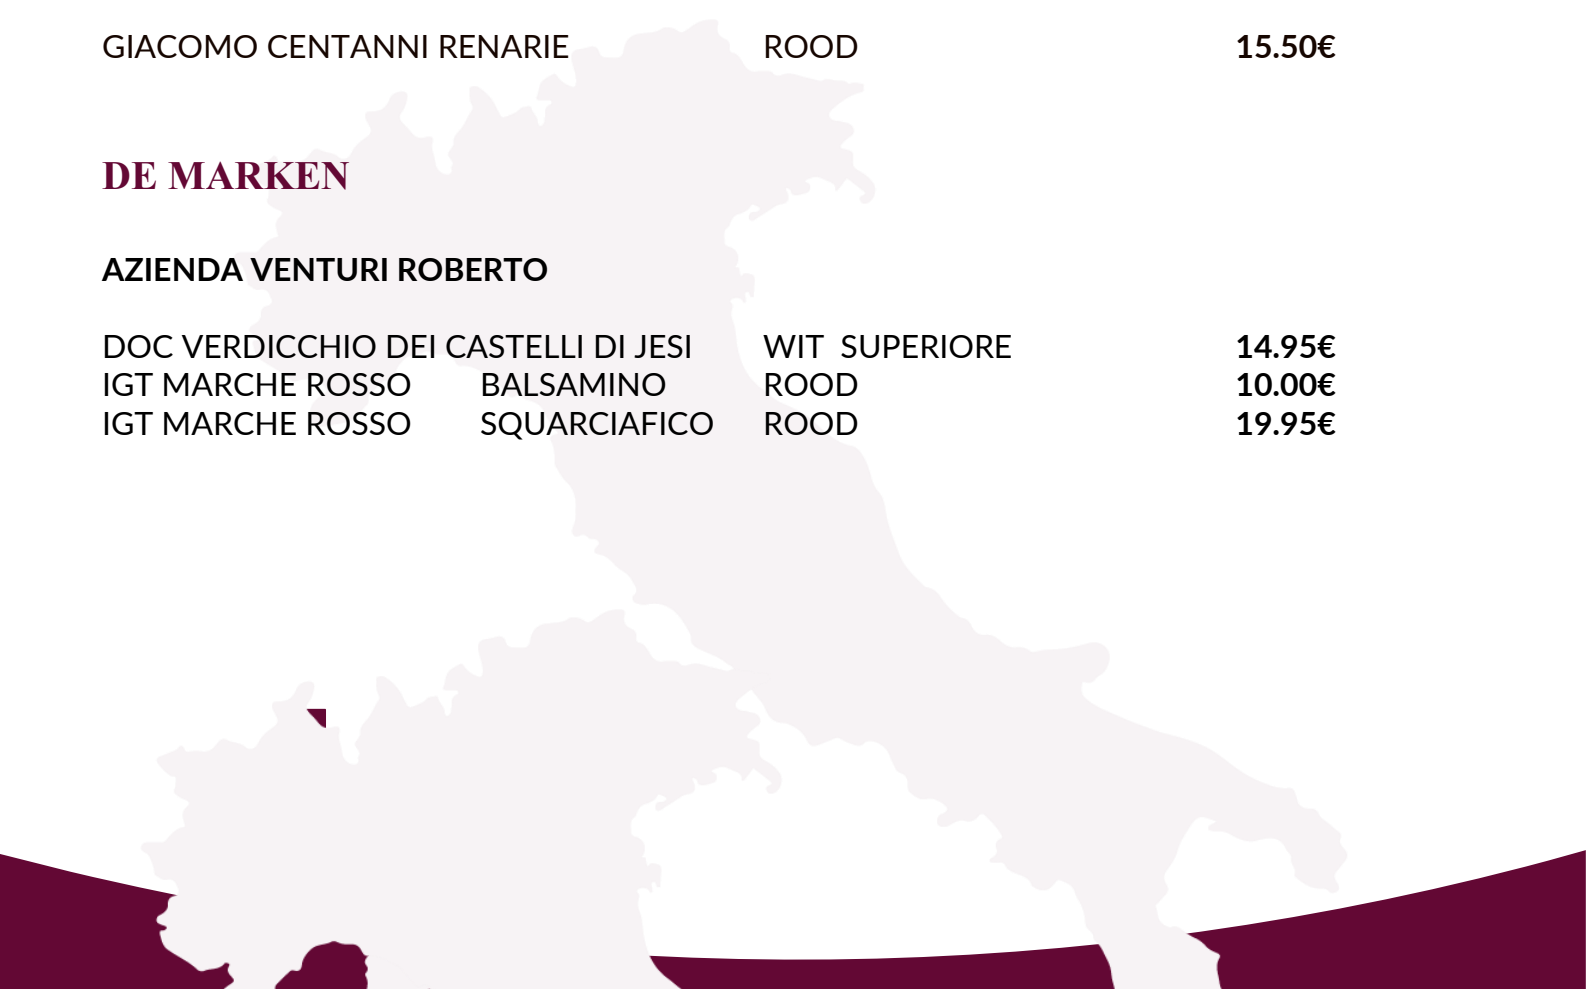 GIACOMO CENTANNI RENARIE ROOD 15.50€
DE MARKEN
AZIENDA VENTURI ROBERTO
DOC VERDICCHIO DEI CASTELLI DI JESI WIT SUPERIORE 14.95€
IGT MARCHE ROSSO BALSAMINO ROOD 10.00€
IGT MARCHE ROSSO SQUARCIAFICO ROOD 19.95€